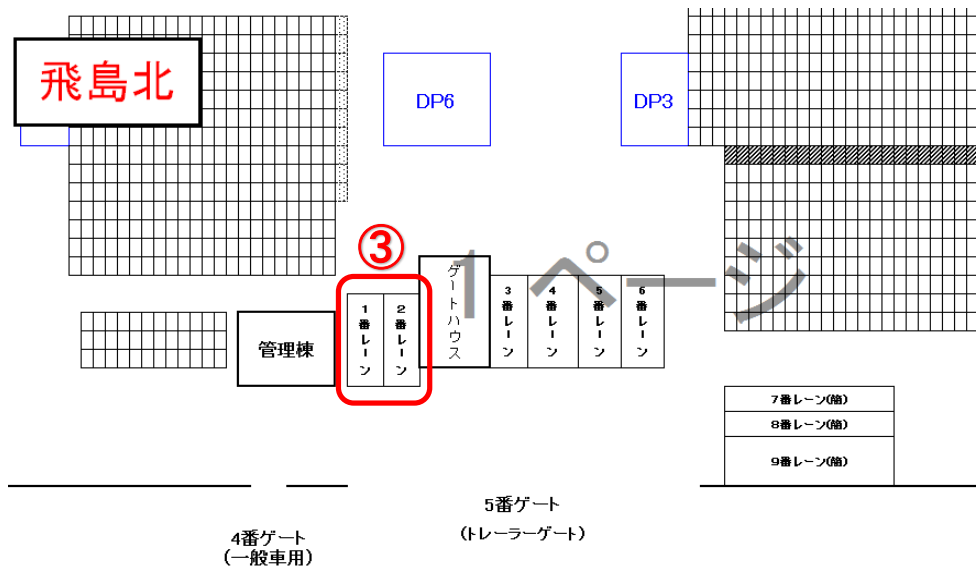 飛島北
DP6
DP3
③
1 ページ
ゲートハウス
1番レーン
2番レーン
3番レーン
4番レーン
5番レーン
6番レーン
管理棟
7番レーン(舶)
8番レーン(舶)
9番レーン(舶)
5番ゲート
(トレーラーゲート)
4番ゲート
(一般車用)